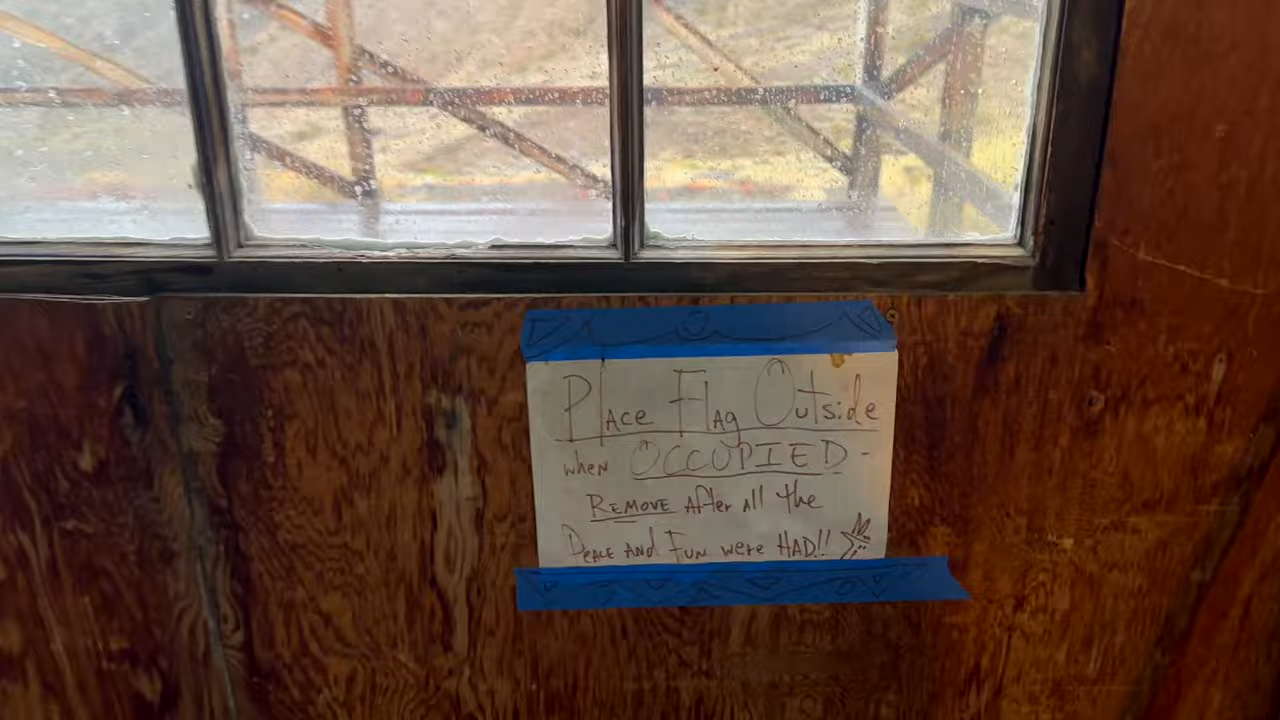 Place Flag Outside
when OCCUPIED -
REMOVE After all the
Peace and Fun were HAD!!